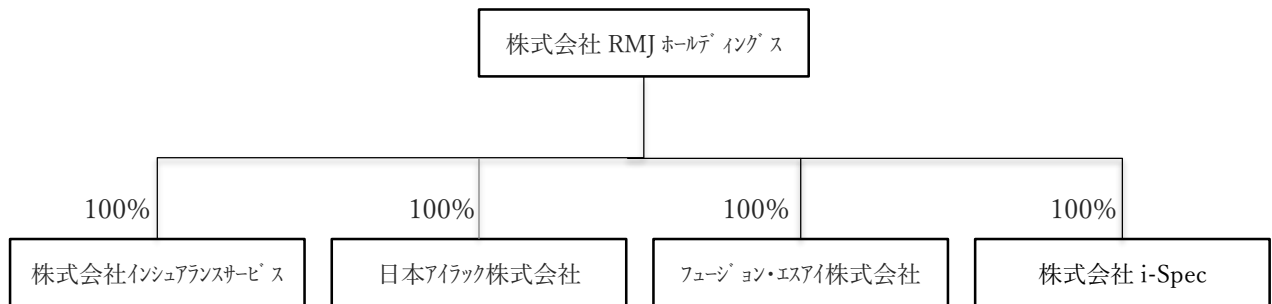 株式会社 RMJ ﾎｰﾙﾃﾞｨﾝｸﾞｽ
100%
100%
100%
100%
株式会社ｲﾝｼｭｱﾗﾝｽｻｰﾋﾞｽ
日本ｱｲﾗｯｸ株式会社
ﾌｭｰｼﾞｮﾝ・ｴｽｱｲ株式会社
株式会社 i-Spec